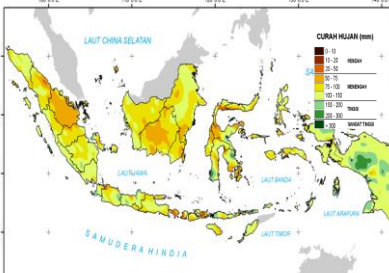 LAUT CHINA SELATAN
CURAH HUJAN (mm)
0 - 10
10 - 20
RENDAH
20 - 50
50 - 75
75 - 100
MENENGAH
100 - 150
150 - 200
TINGGI
200 - 300
> 300
SANGAT TINGGI
LAUT JAWA
LAUT BANDA
LAUT ARAFURA
LAUT TIMOR
SAMUDERA HINDIA